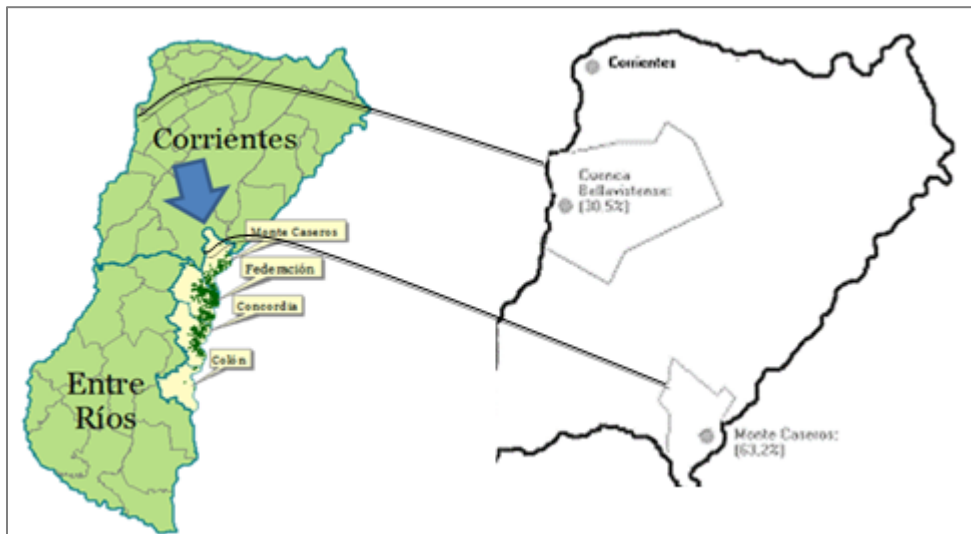 Corrientes
Monte Caseros
Federación
Concordia
Colón
Entre
Ríos
Corrientes
Cuenca
Bellavistense:
(30,5%)
Monte Caseros:
(63,2%)